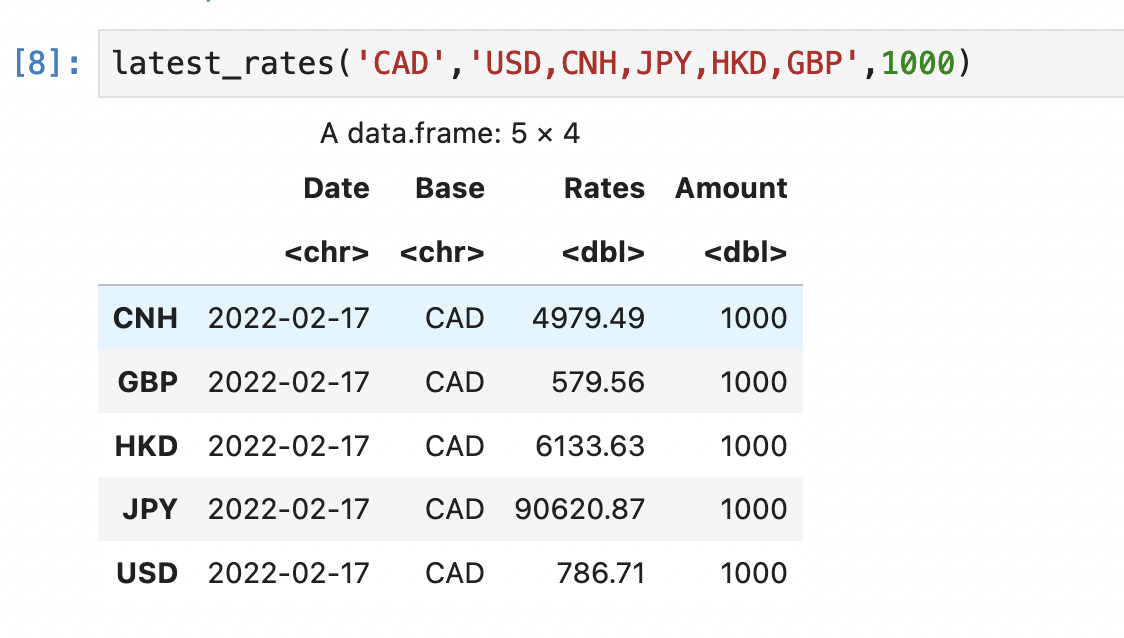 [8]: latest_rates('CAD','USD,CNH,JPY,HKD,GBP',1000)
A data.frame: 5 × 4
Date Base Rates Amount
<chr> <chr> <dbl> <dbl>
CNH 2022-02-17 CAD 4979.49 1000
GBP 2022-02-17 CAD 579.56 1000
HKD 2022-02-17 CAD 6133.63 1000
JPY 2022-02-17 CAD 90620.87 1000
USD 2022-02-17 CAD 786.71 1000